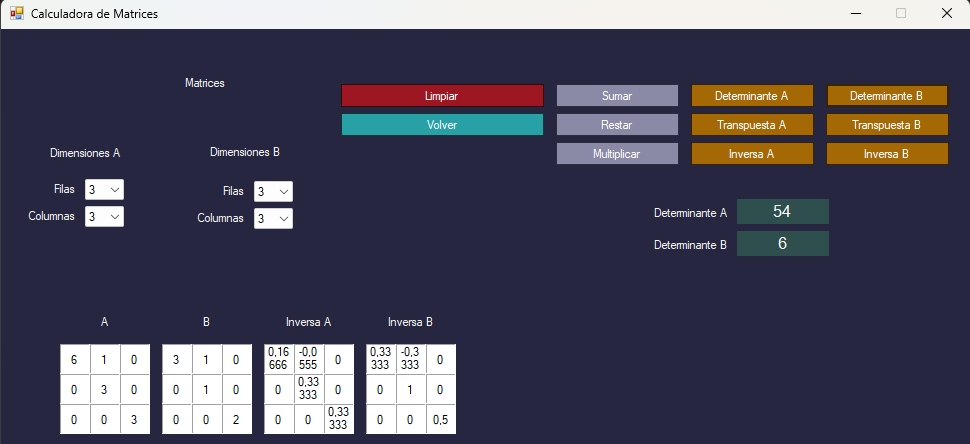 Calculadora de Matrices
Matrices
Limpiar Sumar Determinante A Determinante B
Volver Restar Transpuesta A Transpuesta B
Multiplicar Inversa A Inversa B
Dimensiones A Dimensiones B
Filas 3 Filas 3
Columnas 3 Columnas 3
Determinante A 54
Determinante B 6
A B Inversa A Inversa B
6 1 0 3 1 0 0,16666 -0,0555 0 0,33333 -0,3333 0
0 3 0 0 1 0 0 0,33333 0 0 1 0
0 0 3 0 0 2 0 0 0,33333 0 0 0,5